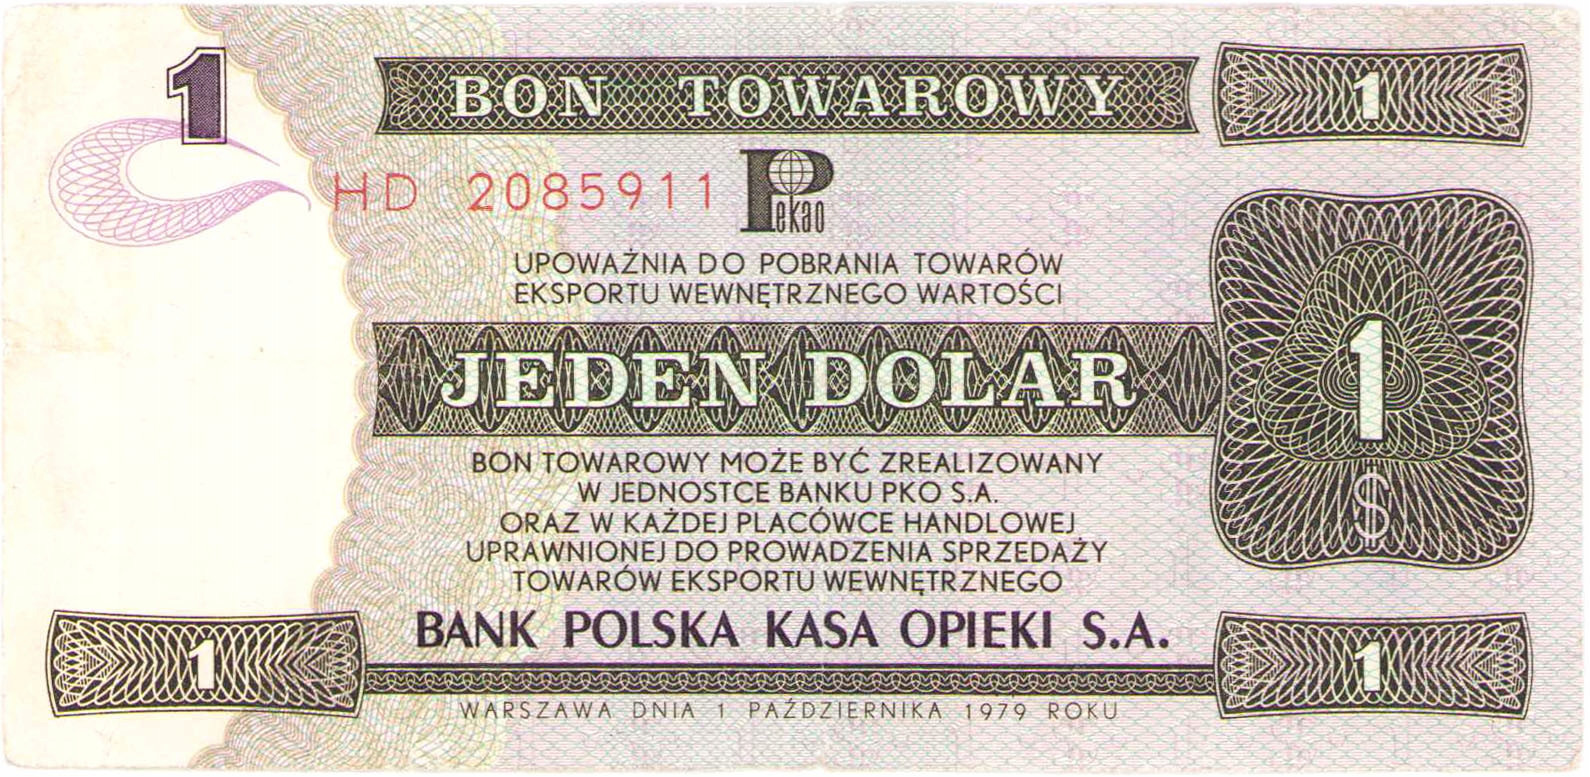 1
BON TOWAROWY
1
HD 2085911
Pekao
UPOWAŻNIA DO POBRANIA TOWARÓW
EKSPORTU WEWNĘTRZNEGO WARTOŚCI
JEDEN DOLAR
1
$
BON TOWAROWY MOŻE BYĆ ZREALIZOWANY
W JEDNOSTCE BANKU PKO S.A.
ORAZ W KAŻDEJ PLACÓWCE HANDLOWEJ
UPRAWNIONEJ DO PROWADZENIA SPRZEDAŻY
TOWARÓW EKSPORTU WEWNĘTRZNEGO
BANK POLSKA KASA OPIEKI S.A.
1
1
WARSZAWA DNIA 1 PAŹDZIERNIKA 1979 ROKU